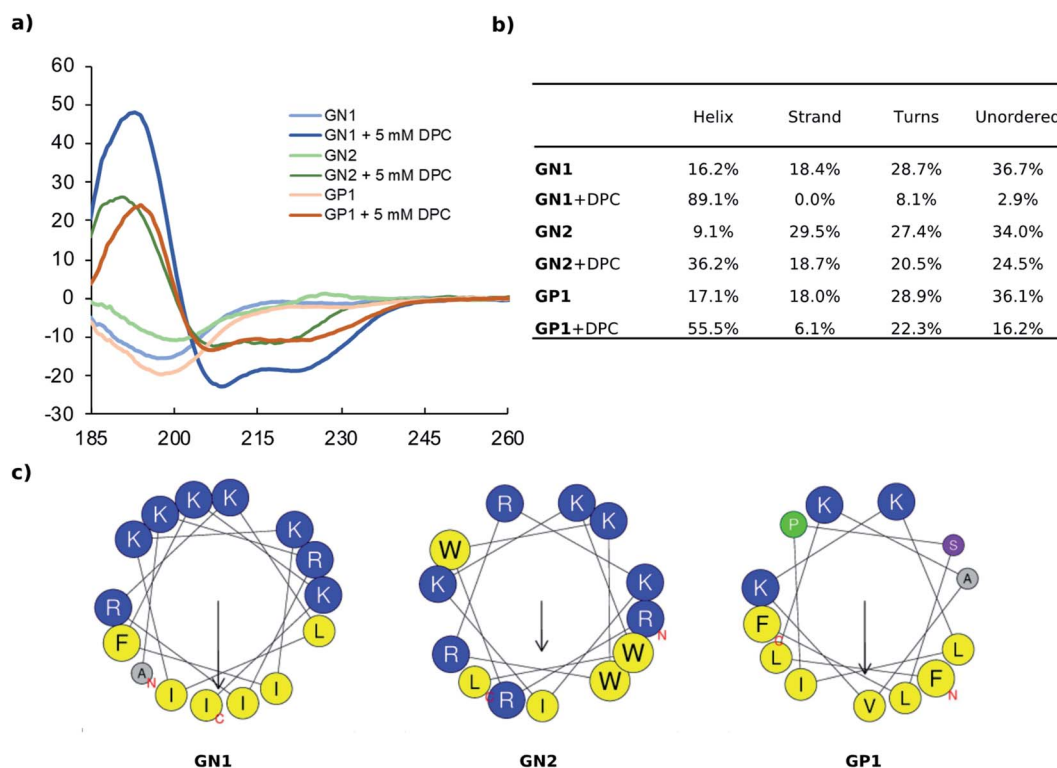 a)
60
50
40
30
20
10
0
-10
-20
-30
185 200 215 230 245 260
GN1
GN1 + 5 mM DPC
GN2
GN2 + 5 mM DPC
GP1
GP1 + 5 mM DPC
b)
Helix Strand Turns Unordered
GN1 16.2% 18.4% 28.7% 36.7%
GN1+DPC 89.1% 0.0% 8.1% 2.9%
GN2 9.1% 29.5% 27.4% 34.0%
GN2+DPC 36.2% 18.7% 20.5% 24.5%
GP1 17.1% 18.0% 28.9% 36.1%
GP1+DPC 55.5% 6.1% 22.3% 16.2%
c)
K K K K K R K R F L A N I I C I I
R K K W K K R N R W L W R I
K K P S A K F L I L F N V L
GN1 GN2 GP1